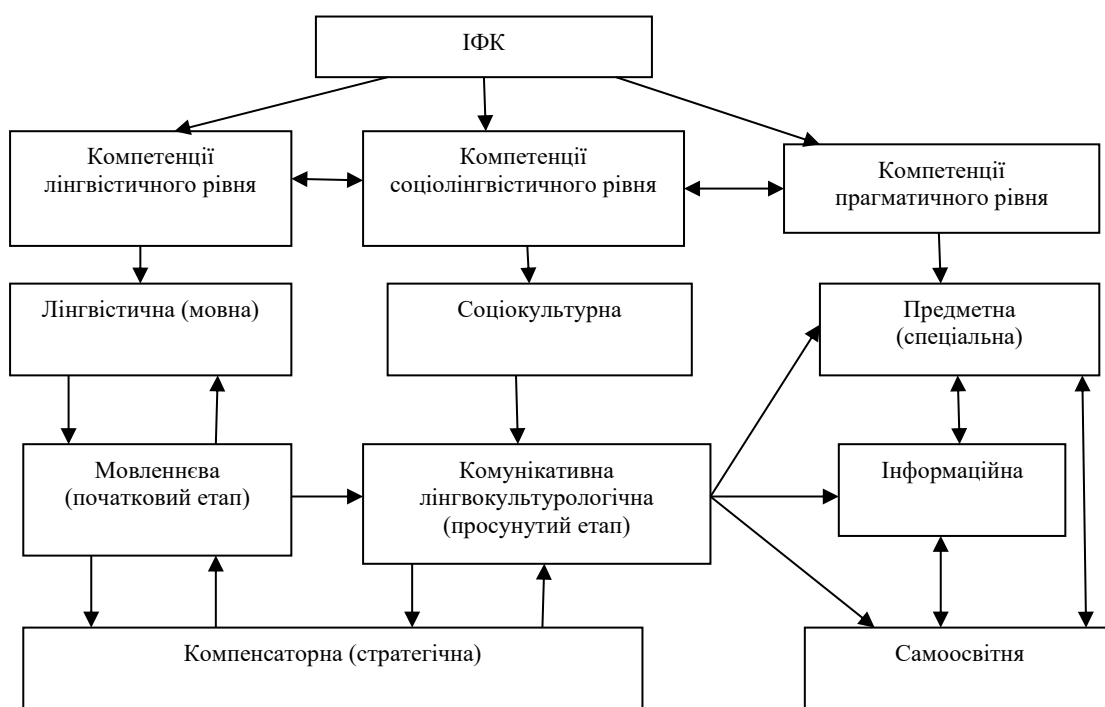 ІФК
Компетенції
лінгвістичного рівня
Компетенції
соціолінгвістичного рівня
Компетенції
прагматичного рівня
Лінгвістична (мовна)
Соціокультурна
Предметна
(спеціальна)
Мовленнєва
(початковий етап)
Комунікативна
лінгвокультурологічна
(просунутий етап)
Інформаційна
Компенсаторна (стратегічна)
Самоосвітня